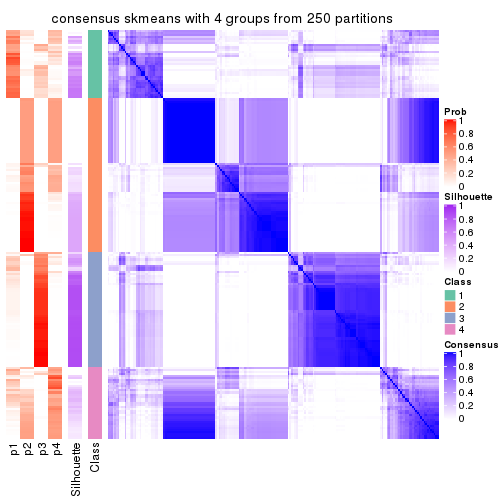 consensus skmeans with 4 groups from 250 partitions
Prob
1
0.8
0.6
0.4
0.2
0
Silhouette
1
0.8
0.6
0.4
0.2
0
Class
1
2
3
4
Consensus
1
0.8
0.6
0.4
0.2
0
p1
p2
p3
p4
Silhouette
Class